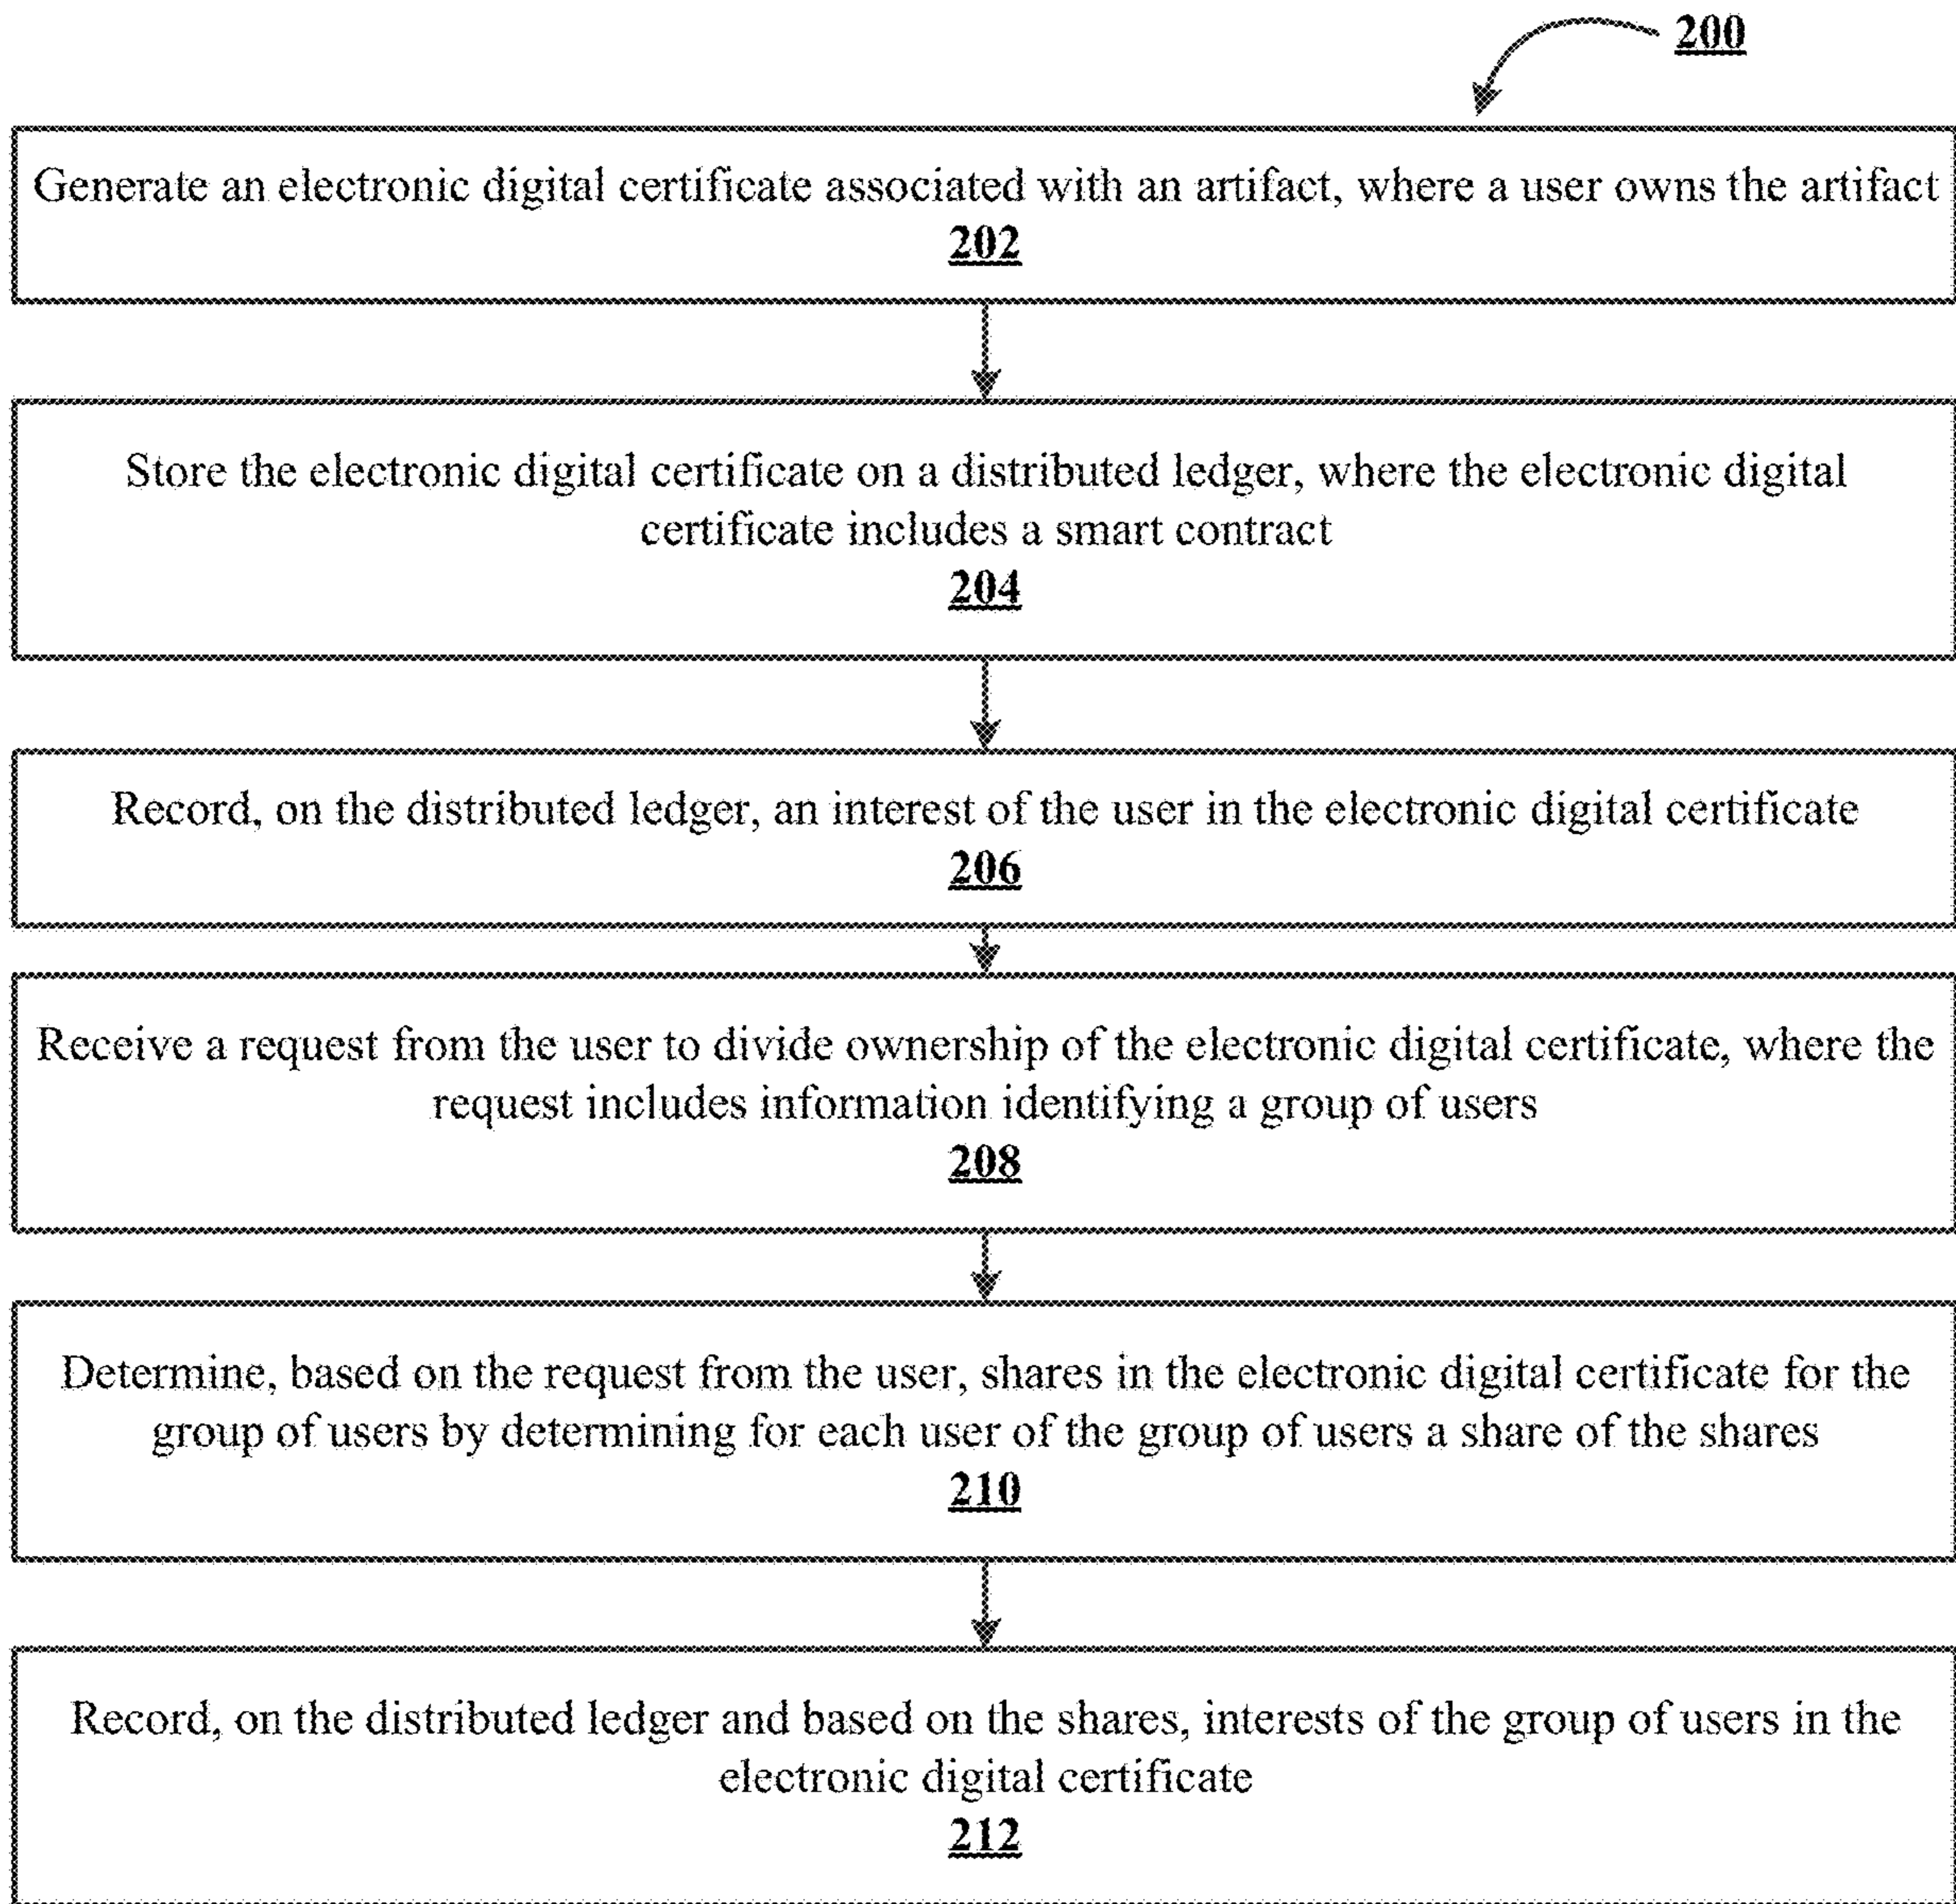 200
Generate an electronic digital certificate associated with an artifact, where a user owns the artifact
202
Store the electronic digital certificate on a distributed ledger, where the electronic digital
certificate includes a smart contract
204
Record, on the distributed ledger, an interest of the user in the electronic digital certificate
206
Receive a request from the user to divide ownership of the electronic digital certificate, where the
request includes information identifying a group of users
208
Determine, based on the request from the user, shares in the electronic digital certificate for the
group of users by determining for each user of the group of users a share of the shares
210
Record, on the distributed ledger and based on the shares, interests of the group of users in the
electronic digital certificate
212